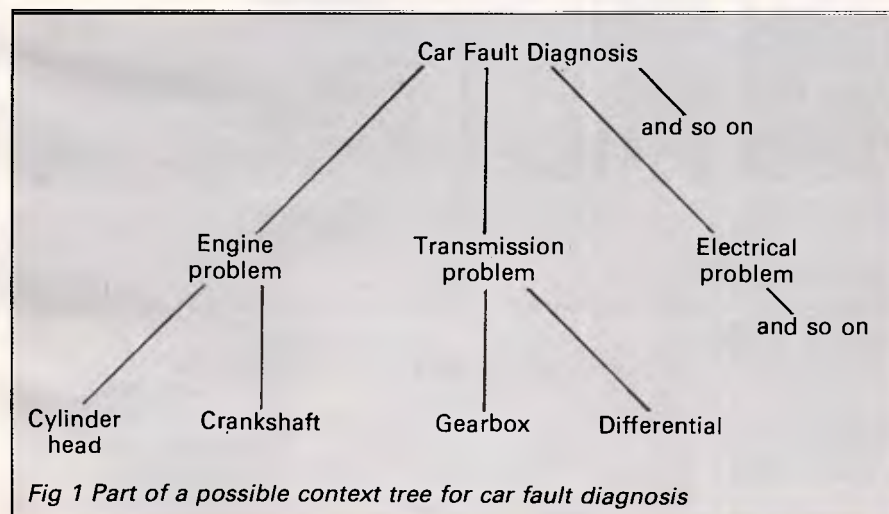 Car Fault Diagnosis
and so on
Engine
problem
Transmission
problem
Electrical
problem
and so on
Cylinder
head
Crankshaft
Gearbox
Differential
Fig 1 Part of a possible context tree for car fault diagnosis